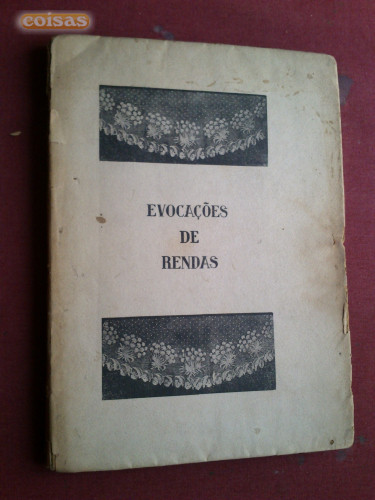 coisas
EVOCAÇÕES
DE
RENDAS